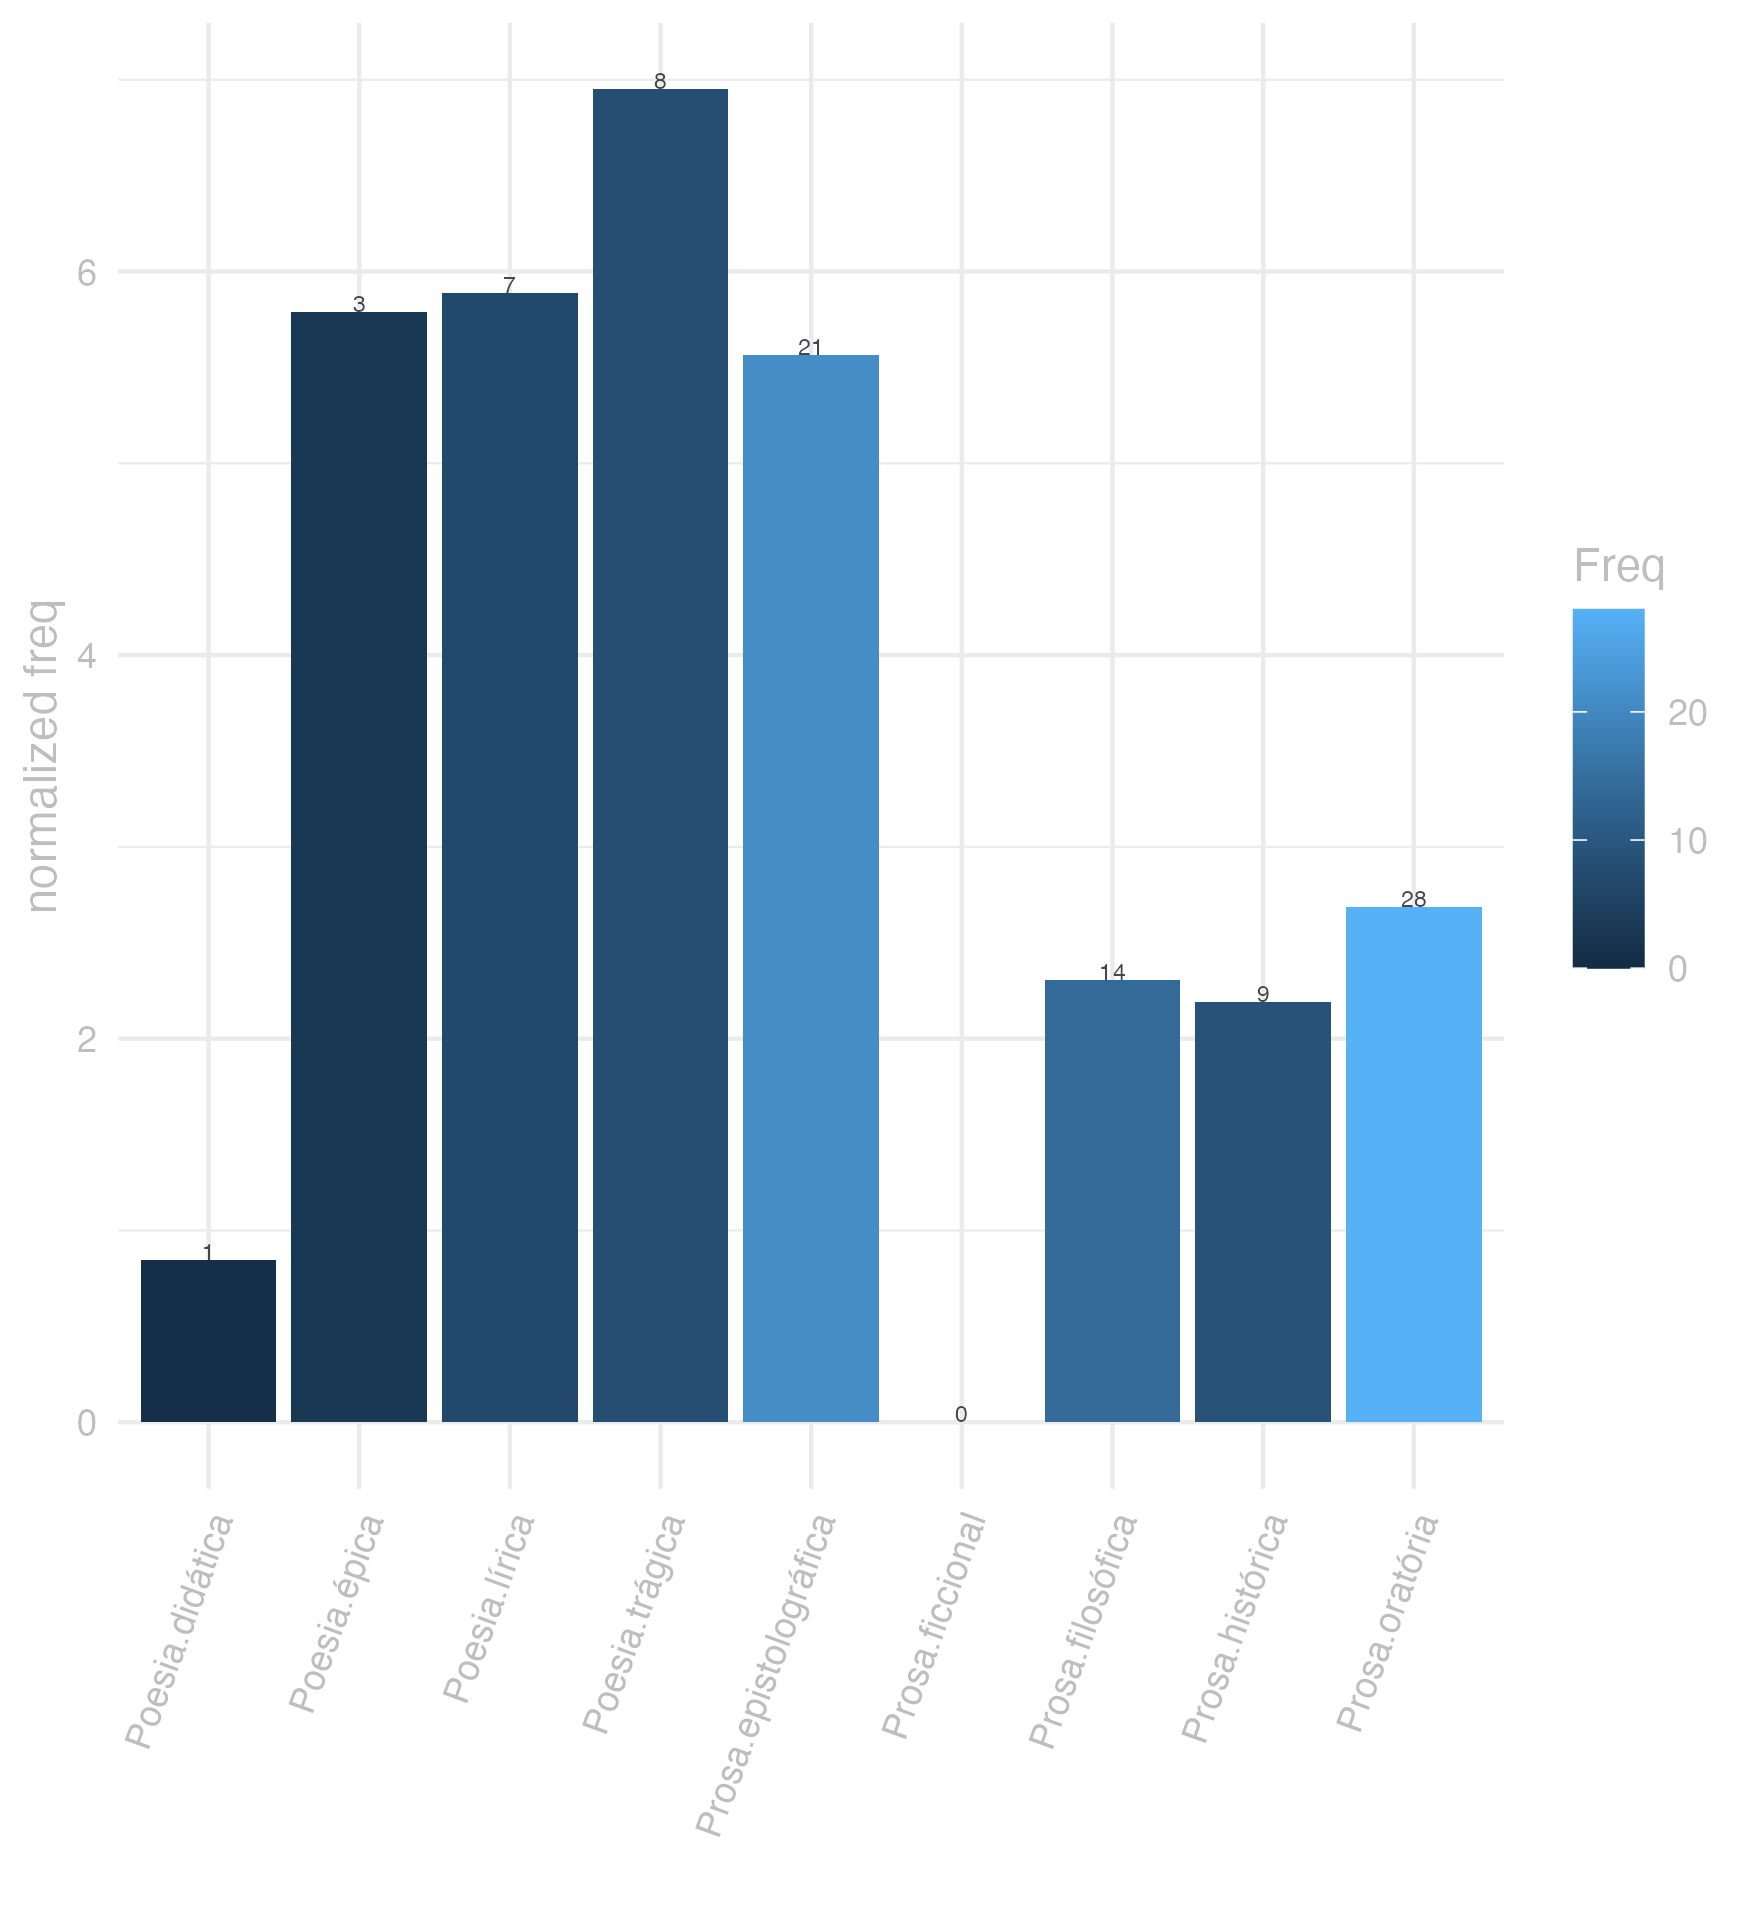 8
7
3
21
28
14
9
1
0
6
4
2
0
normalized freq
Poesia.didática
Poesia.épica
Poesia.lírica
Poesia.trágica
Prosa.epistolográfica
Prosa.ficcional
Prosa.filosófica
Prosa.histórica
Prosa.oratória
Freq
20
10
0